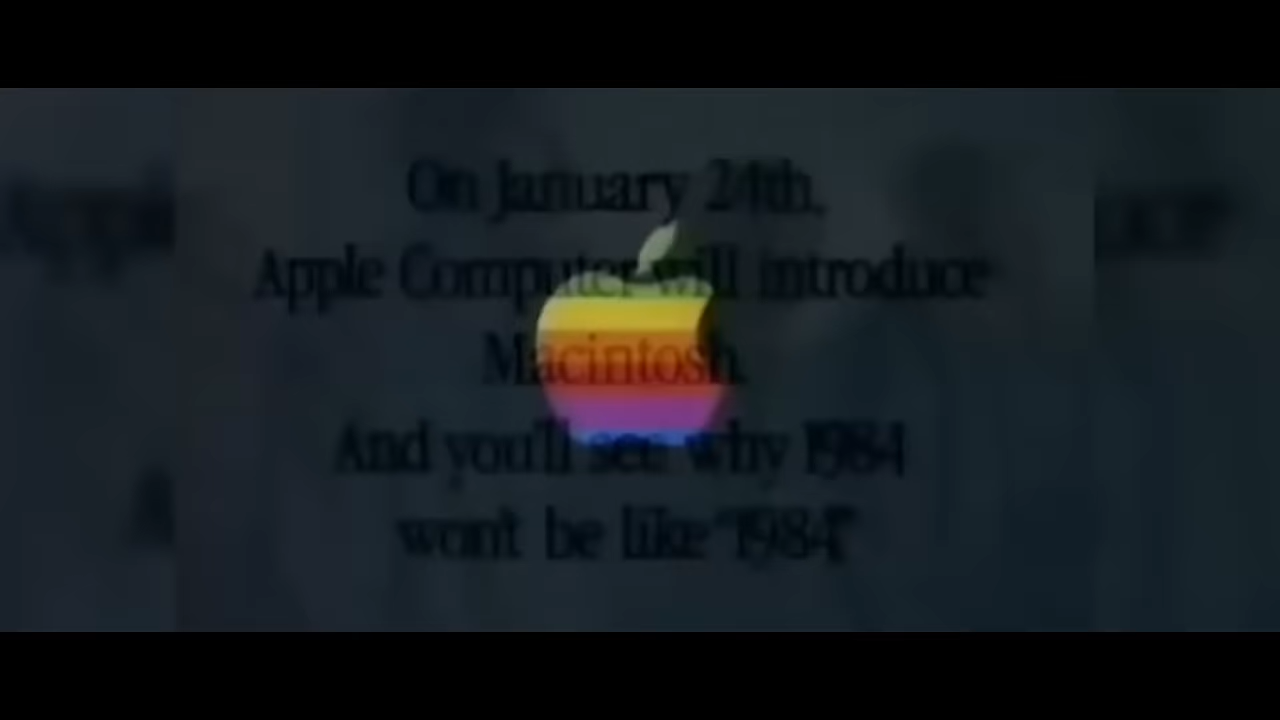 On January 24th,
Apple Computer will introduce
Macintosh.
And you'll see why 1984
won't be like "1984."